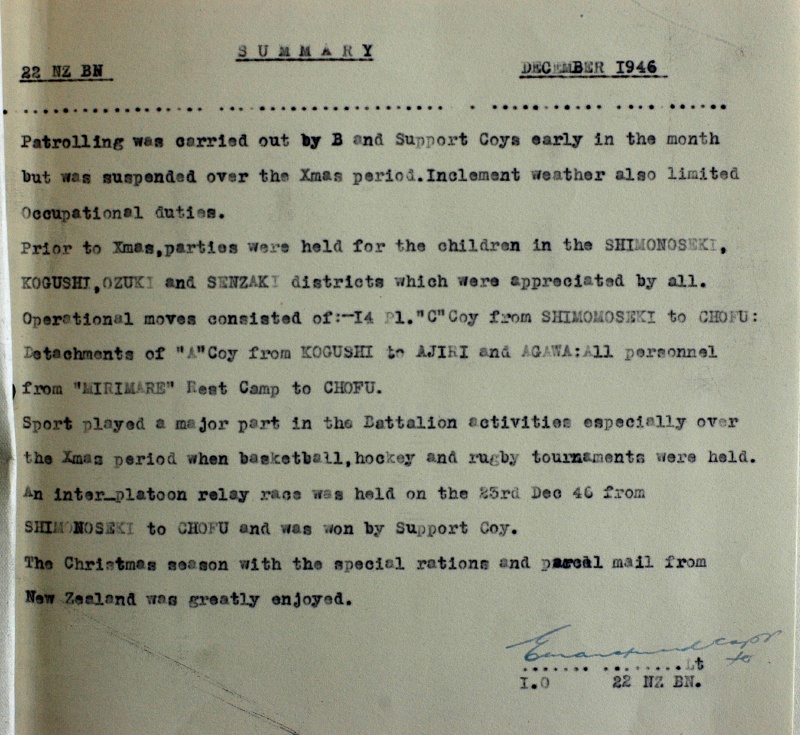 SUMMARY
22 NZ BN DECEMBER 1946
Patrolling was carried out by B and Support Coys early in the month
but was suspended over the Xmas period.Inclement weather also limited
Occupational duties.
Prior to Xmas,parties were held for the children in the SHIMONOSEKI,
KOGUSHI,OZUKI and SENZAKI districts which were appreciated by all.
Operational moves consisted of:-I4 Pl."C"Coy from SHIMOMOSEKI to CHOFU:
Detachments of "A"Coy from KOGUSHI to AJIRI and AGAWA:All personnel
from "MIRIMARE" Rest Camp to CHOFU.
Sport played a major part in the Battalion activities especially over
the Xmas period when basketball,hockey and rugby tournaments were held.
An inter_platoon relay race was held on the 23rd Dec 46 from
SHIMONOSEKI to CHOFU and was won by Support Coy.
The Christmas season with the special rations and parcel mail from
New Zealand was greatly enjoyed.
Capt
Lt
I.O 22 NZ BN.